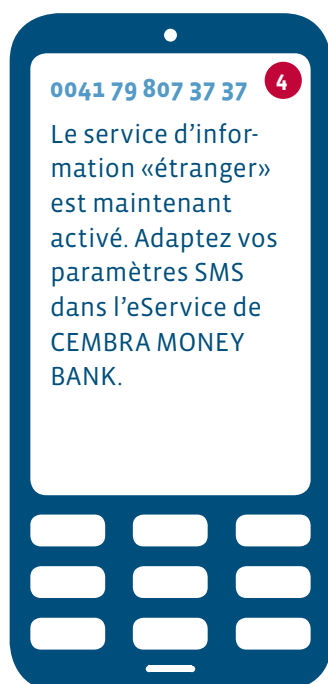 0041 79 807 37 37 4
Le service d’infor-
mation «étranger»
est maintenant
activé. Adaptez vos
paramètres SMS
dans l’eService de
CEMBRA MONEY
BANK.